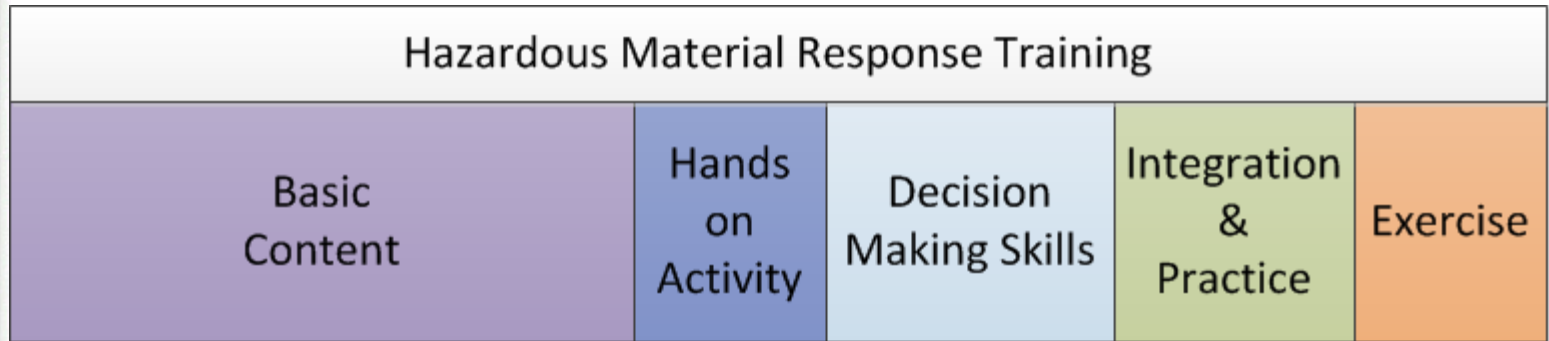 Hazardous Material Response Training
Basic
Content
Hands
on
Activity
Decision
Making Skills
Integration
&
Practice
Exercise